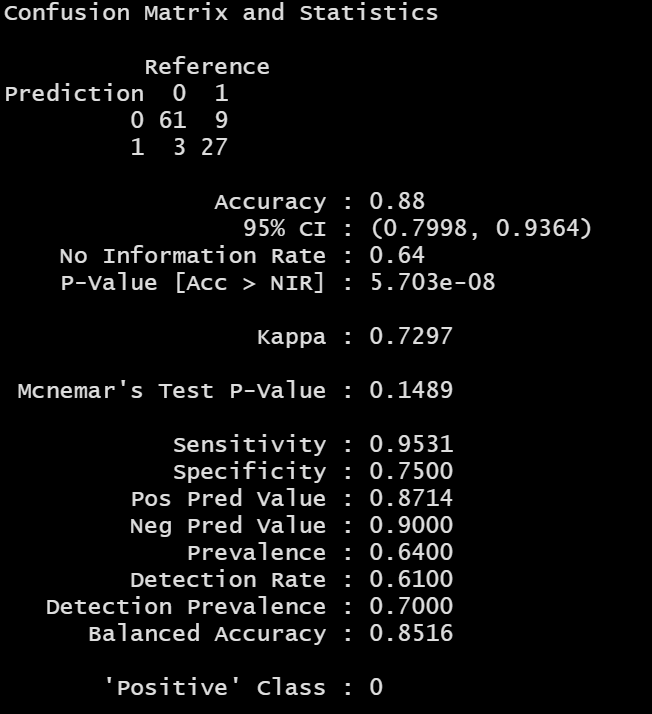 Confusion Matrix and Statistics
Reference
Prediction 0 1
0 61 9
1 3 27
Accuracy : 0.88
95% CI : (0.7998, 0.9364)
No Information Rate : 0.64
P-Value [Acc > NIR] : 5.703e-08
Kappa : 0.7297
Mcnemar's Test P-Value : 0.1489
Sensitivity : 0.9531
Specificity : 0.7500
Pos Pred Value : 0.8714
Neg Pred Value : 0.9000
Prevalence : 0.6400
Detection Rate : 0.6100
Detection Prevalence : 0.7000
Balanced Accuracy : 0.8516
'Positive' Class : 0